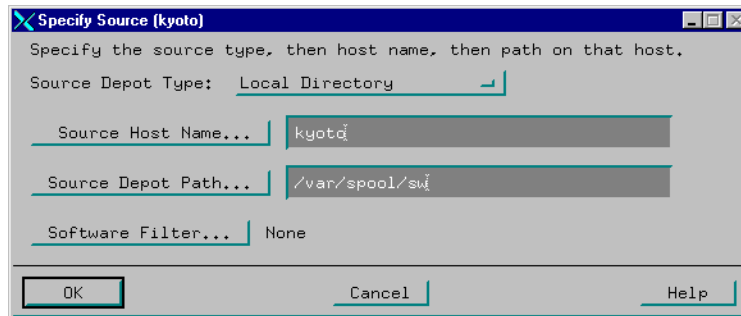 Specify Source (kyoto)
Specify the source type, then host name, then path on that host.
Source Depot Type: Local Directory
Source Host Name... kyoto
Source Depot Path... /var/spool/sw
Software Filter... None
OK Cancel Help